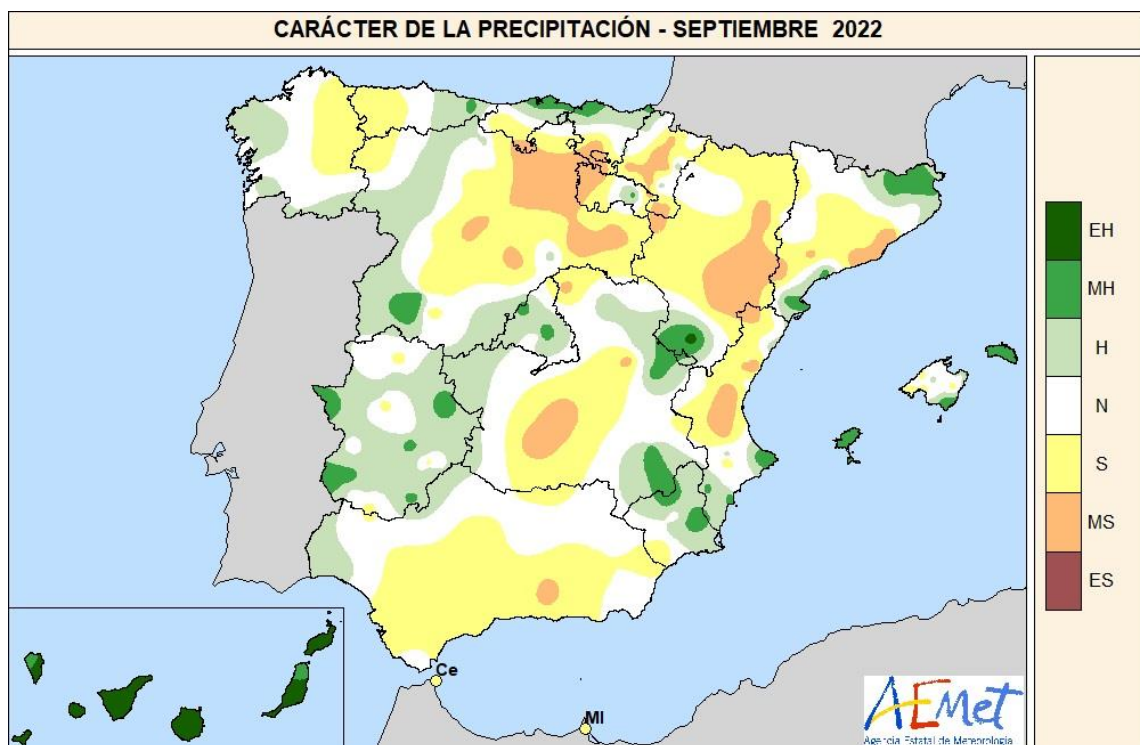 CARÁCTER DE LA PRECIPITACIÓN - SEPTIEMBRE 2022
EH
MH
H
N
S
MS
ES
Ce
Ml
AEMet
Agencia Estatal de Meteorología